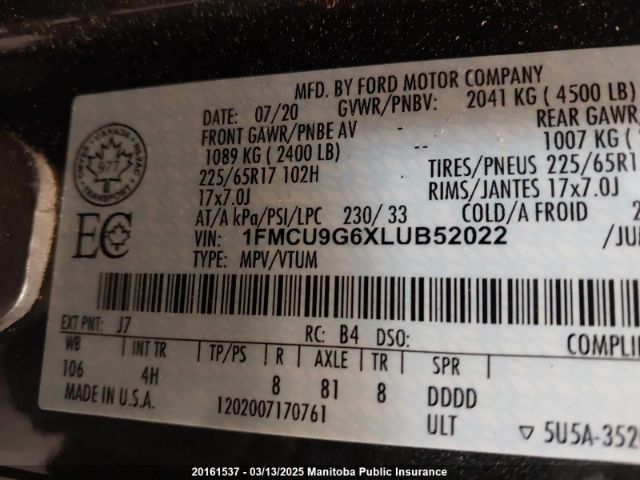 MFD. BY FORD MOTOR COMPANY
DATE: 07/20 GVWR/PNBV: 2041 KG ( 4500 LB)
FRONT GAWR/PNBE AV - REAR GAWR/
1089 KG (2400 LB) - 1007 KG (
225/65R17 102H TIRES/PNEUS 225/65R1
17x7.0J RIMS/JANTES 17x7.0J
AT/A kPa/PSI/LPC 230/ 33 COLD/A FROID 2
VIN: 1FMCU9G6XLUB52022 /JU
TYPE: MPV/VTUM
CANADA
TRANSPORT
EC
EXT PNT: J7 RC: B4 DSO: COMPLI
WB INT TR TP/PS R AXLE TR SPR
106 4H 8 81 8 DDDD
MADE IN U.S.A. 1202007170761 ULT ▽ 5U5A-352
20161537 - 03/13/2025 Manitoba Public Insurance